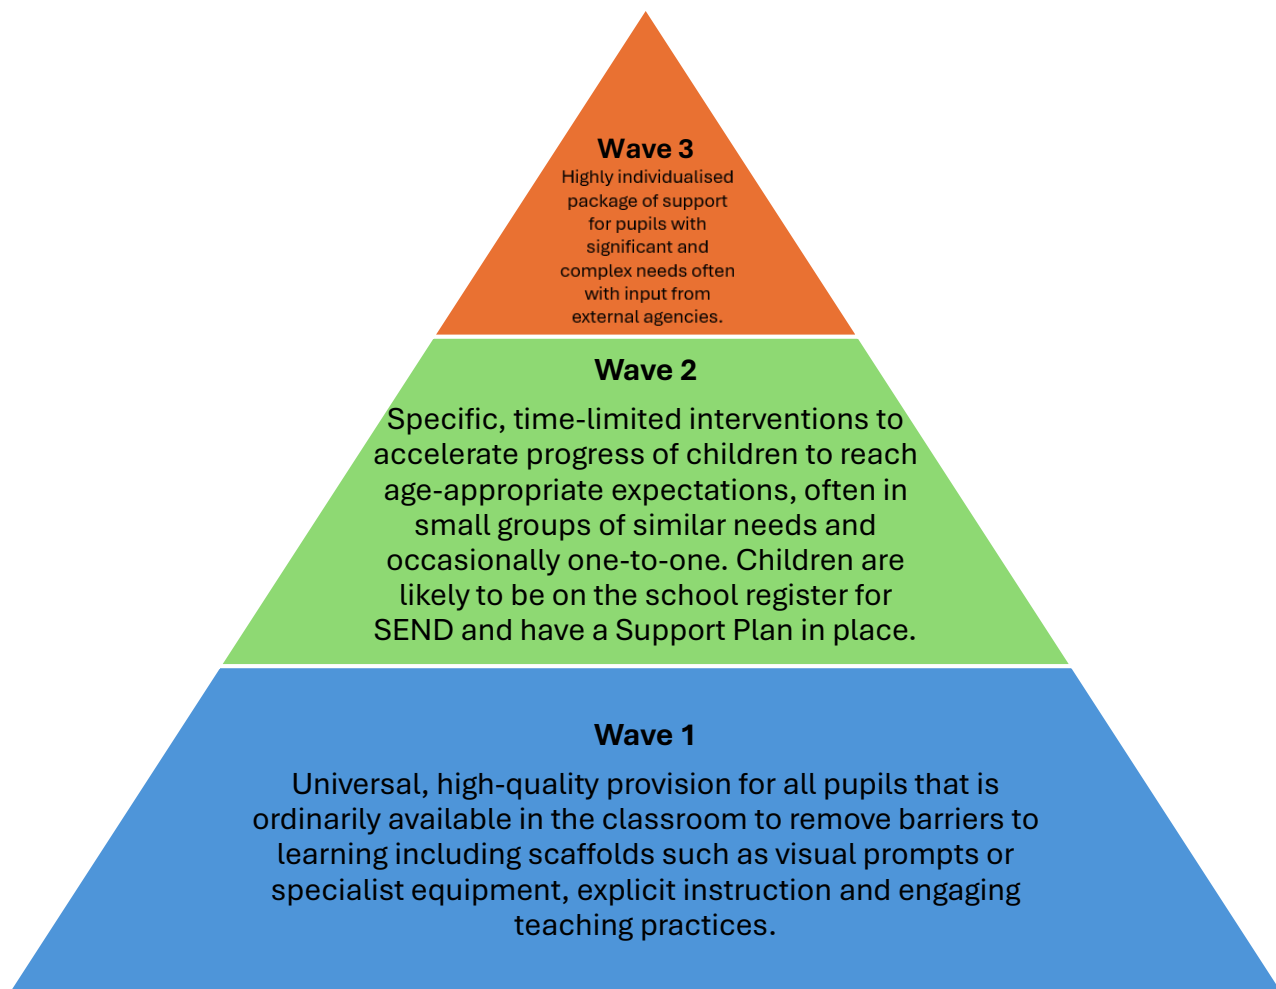 Wave 3
Highly individualised
package of support
for pupils with
significant and
complex needs often
with input from
external agencies.
Wave 2
Specific, time-limited interventions to
accelerate progress of children to reach
age-appropriate expectations, often in
small groups of similar needs and
occasionally one-to-one. Children are
likely to be on the school register for
SEND and have a Support Plan in place.
Wave 1
Universal, high-quality provision for all pupils that is
ordinarily available in the classroom to remove barriers to
learning including scaffolds such as visual prompts or
specialist equipment, explicit instruction and engaging
teaching practices.